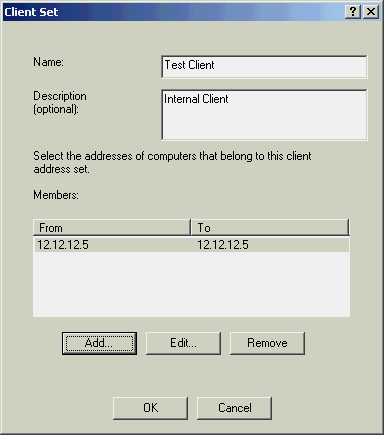 Client Set
Name:
Test Client
Description
(optional):
Internal Client
Select the addresses of computers that belong to this client
address set.
Members:
From To
12.12.12.5 12.12.12.5
Add... Edit... Remove
OK Cancel